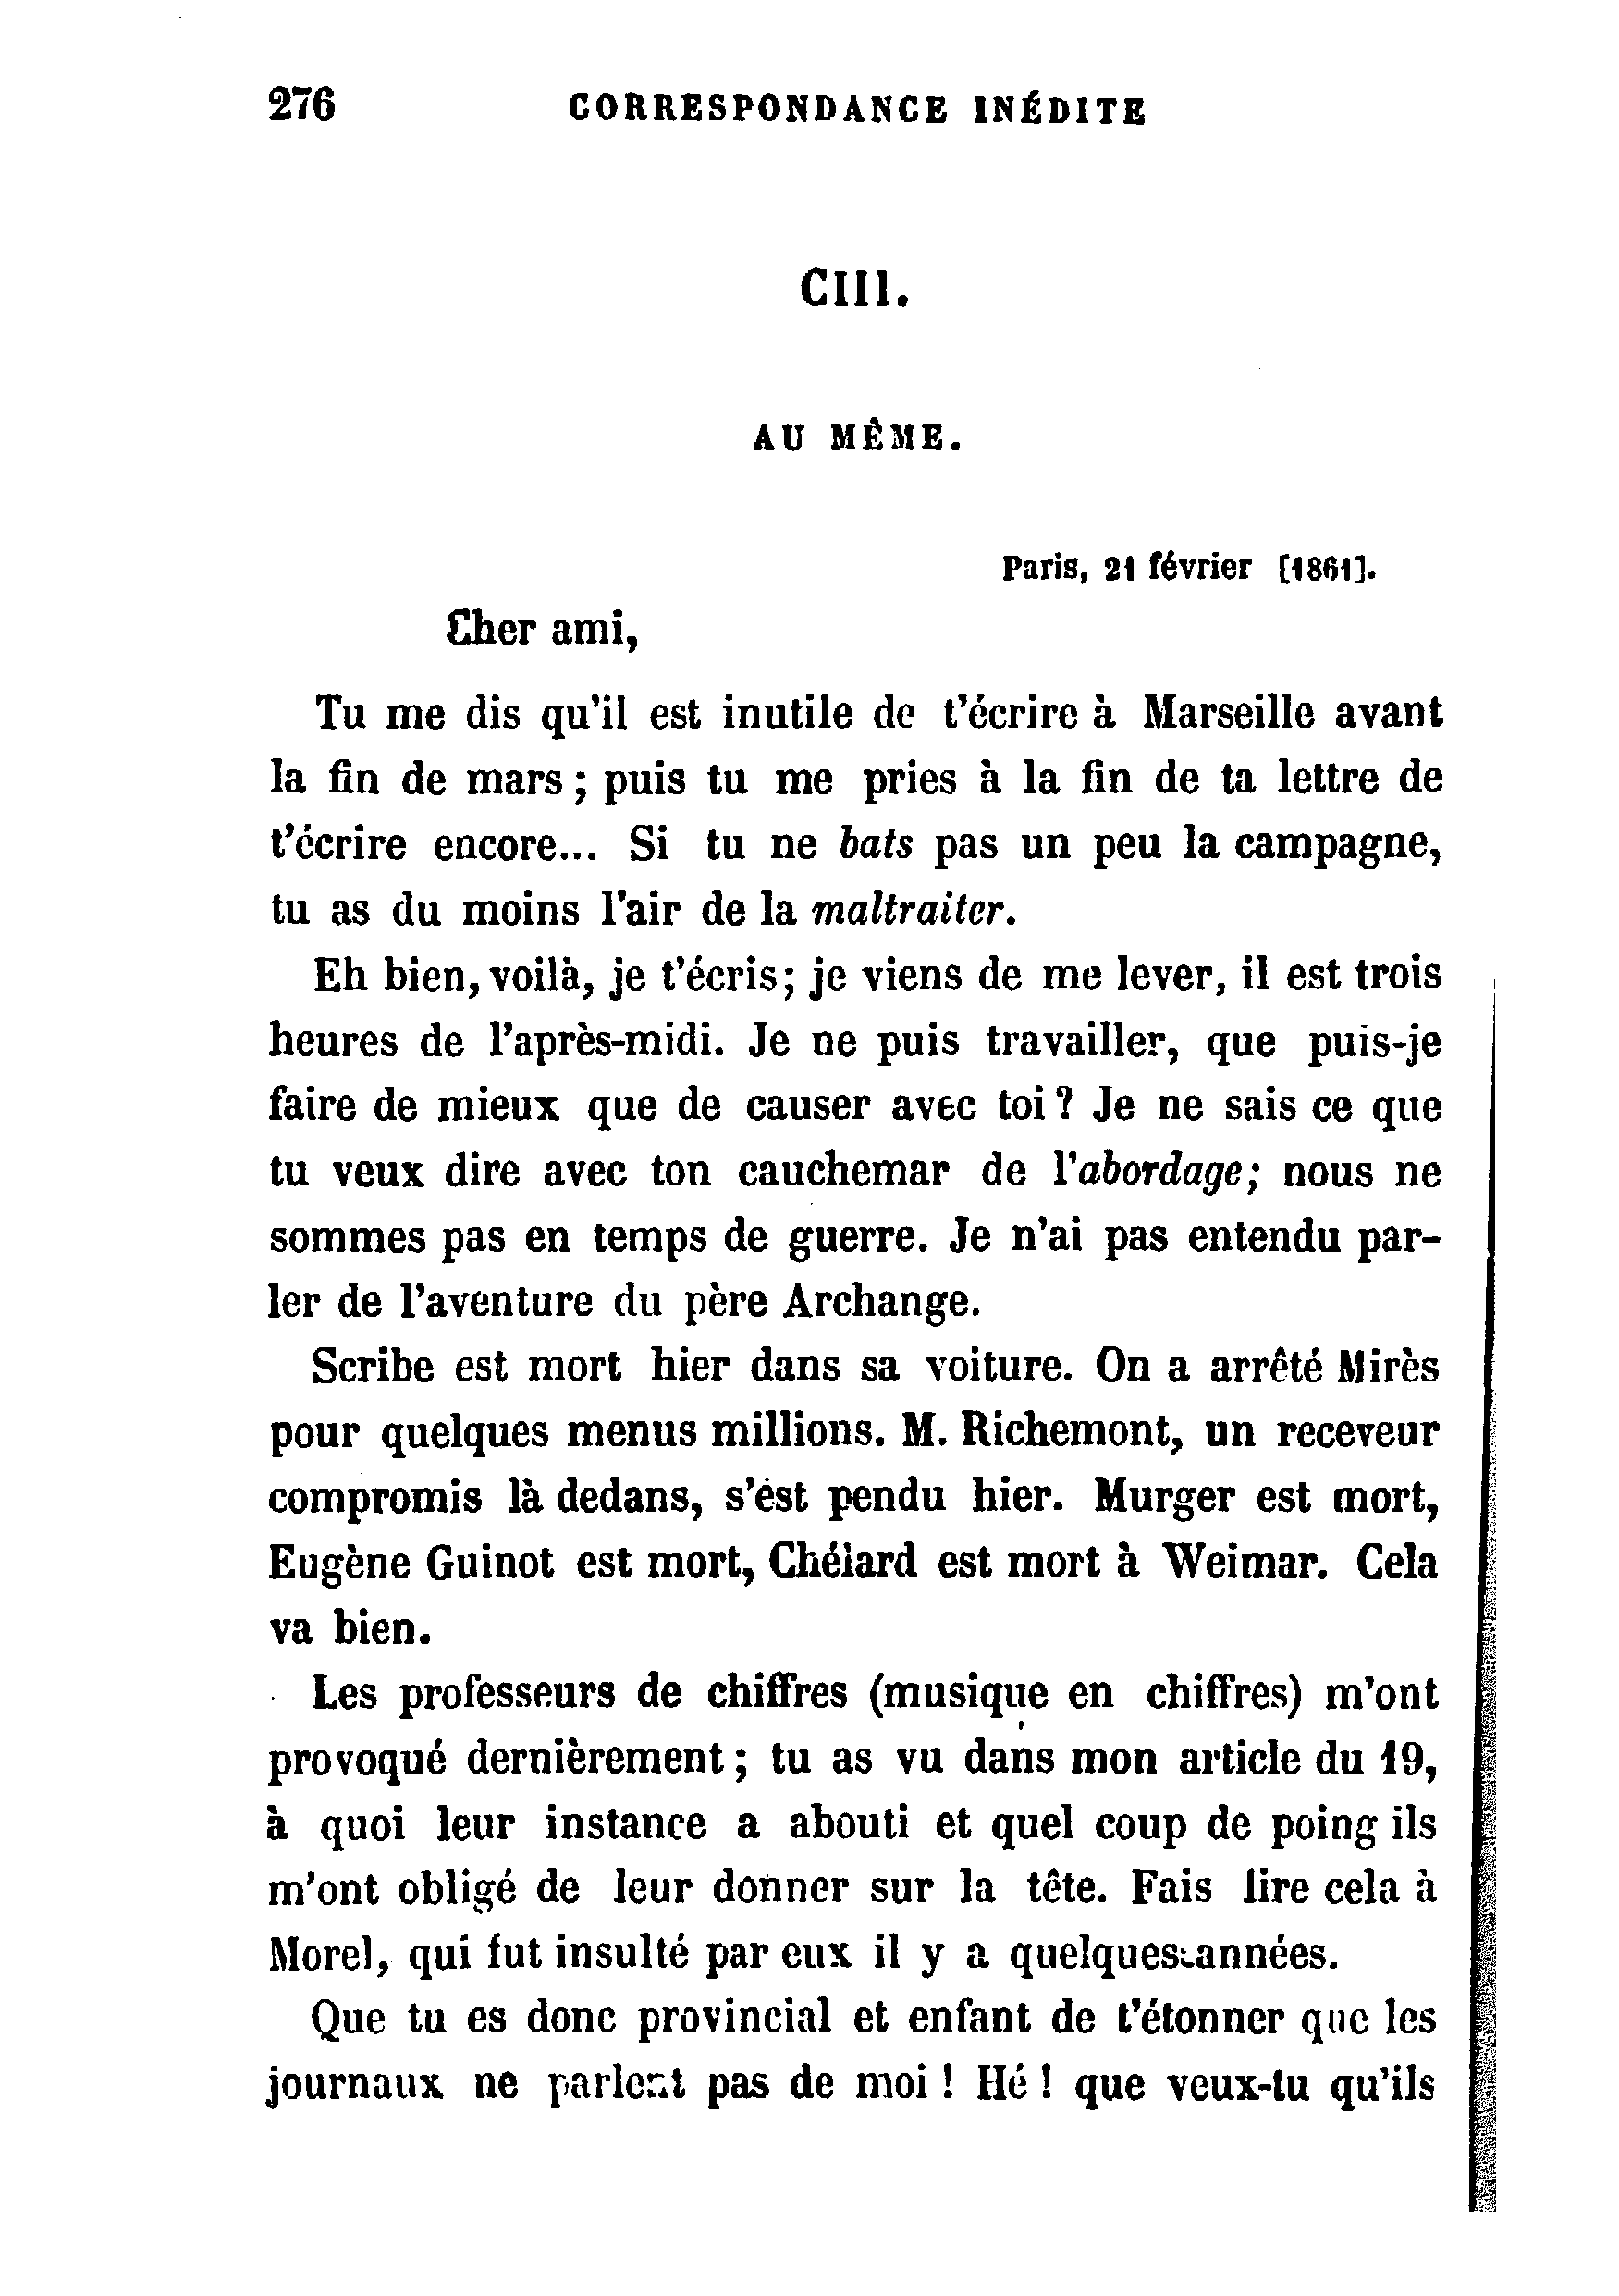 276 CORRESPONDANCE INÉDITE
CIII.
AU MÊME.
Paris, 21 février [1861].
Cher ami,
Tu me dis qu'il est inutile de t'écrire à Marseille avant
la fin de mars ; puis tu me pries à la fin de ta lettre de
t'écrire encore... Si tu ne bats pas un peu la campagne,
tu as du moins l'air de la maltraiter.
Eh bien, voilà, je t'écris; je viens de me lever, il est trois
heures de l'après-midi. Je ne puis travailler, que puis-je
faire de mieux que de causer avec toi ? Je ne sais ce que
tu veux dire avec ton cauchemar de l'abordage; nous ne
sommes pas en temps de guerre. Je n'ai pas entendu par-
ler de l'aventure du père Archange.
Scribe est mort hier dans sa voiture. On a arrêté Mirès
pour quelques menus millions. M. Richemont, un receveur
compromis là dedans, s'est pendu hier. Murger est mort,
Eugène Guinot est mort, Chélard est mort à Weimar. Cela
va bien.
Les professeurs de chiffres (musique en chiffres) m'ont
provoqué dernièrement ; tu as vu dans mon article du 19,
à quoi leur instance a abouti et quel coup de poing ils
m'ont obligé de leur donner sur la tête. Fais lire cela à
Morel, qui fut insulté par eux il y a quelques années.
Que tu es donc provincial et enfant de t'étonner que les
journaux ne parlent pas de moi ! Hé ! que veux-tu qu'ils